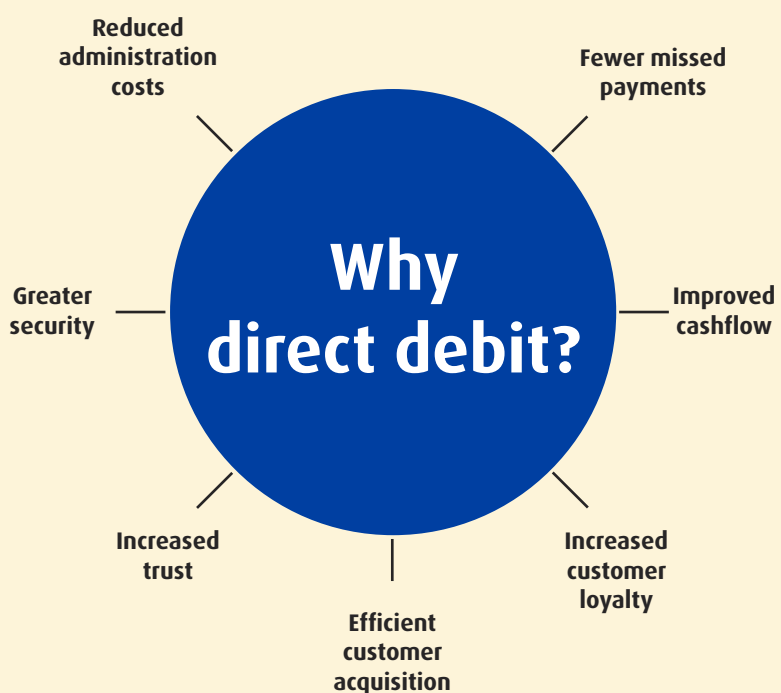 Reduced
administration
costs
Fewer missed
payments
Why
direct debit?
Greater
security
Improved
cashflow
Increased
trust
Increased
customer
loyalty
Efficient
customer
acquisition